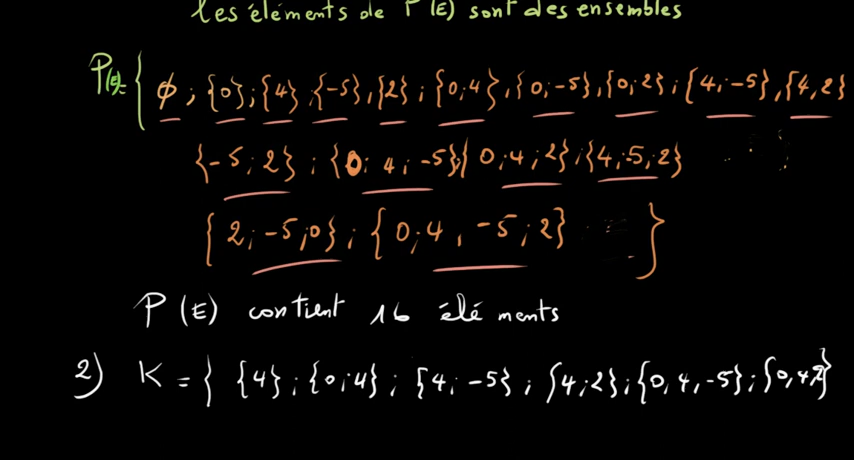 les éléments de P(E) sont des ensembles
P(E)= { ϕ ; {0} ; {4} ; {-5} , {2} ; {0;4} , {0;-5} , {0;2} ; {4;-5} , {4,2}
{-5;2} ; {0; 4; -5} ; { 0;4;2} ; {4;-5;2}
{2;-5;0} ; {0;4, -5;2} }
P(E) contient 16 éléments
2) K = { {4} ; {0;4} ; {4;-5} ; {4;2} ; {0,4,-5} ; {0,4,2} }